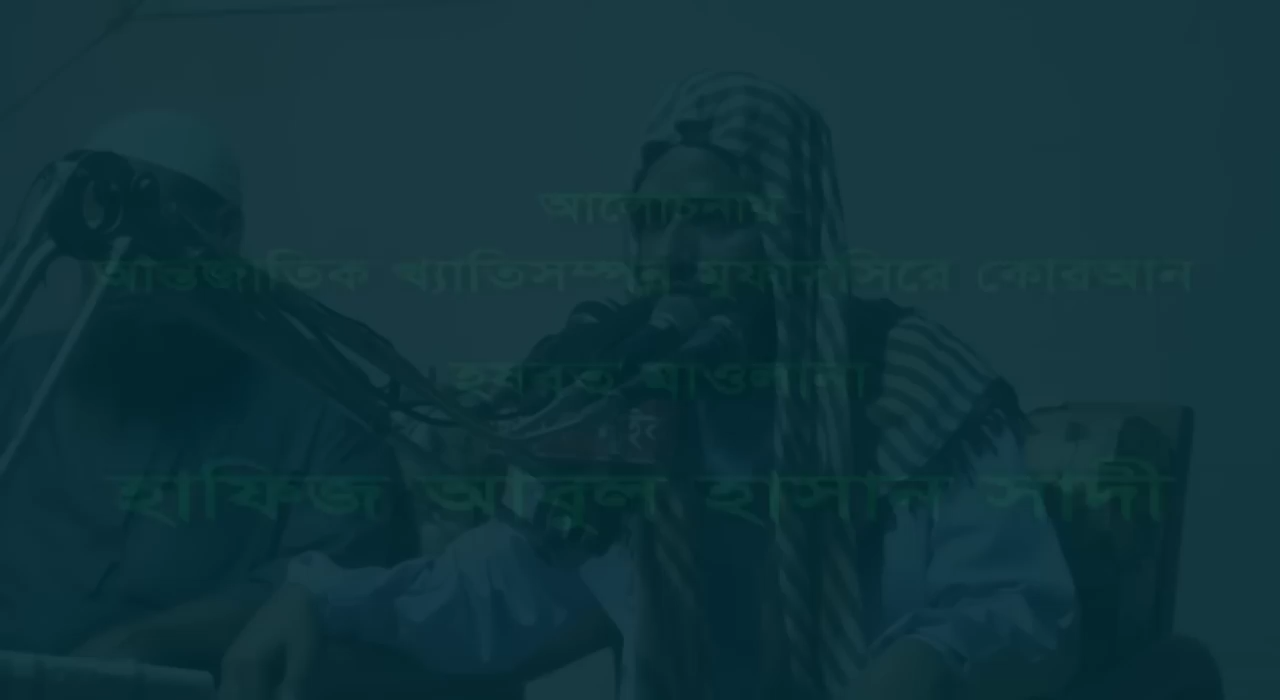 আলোচনায়
আন্তর্জাতিক খ্যাতিসম্পন্ন মুফাসসিরে কোরআন
হযরত মাওলানা
হাফিজ আবুল হাসান সাদী